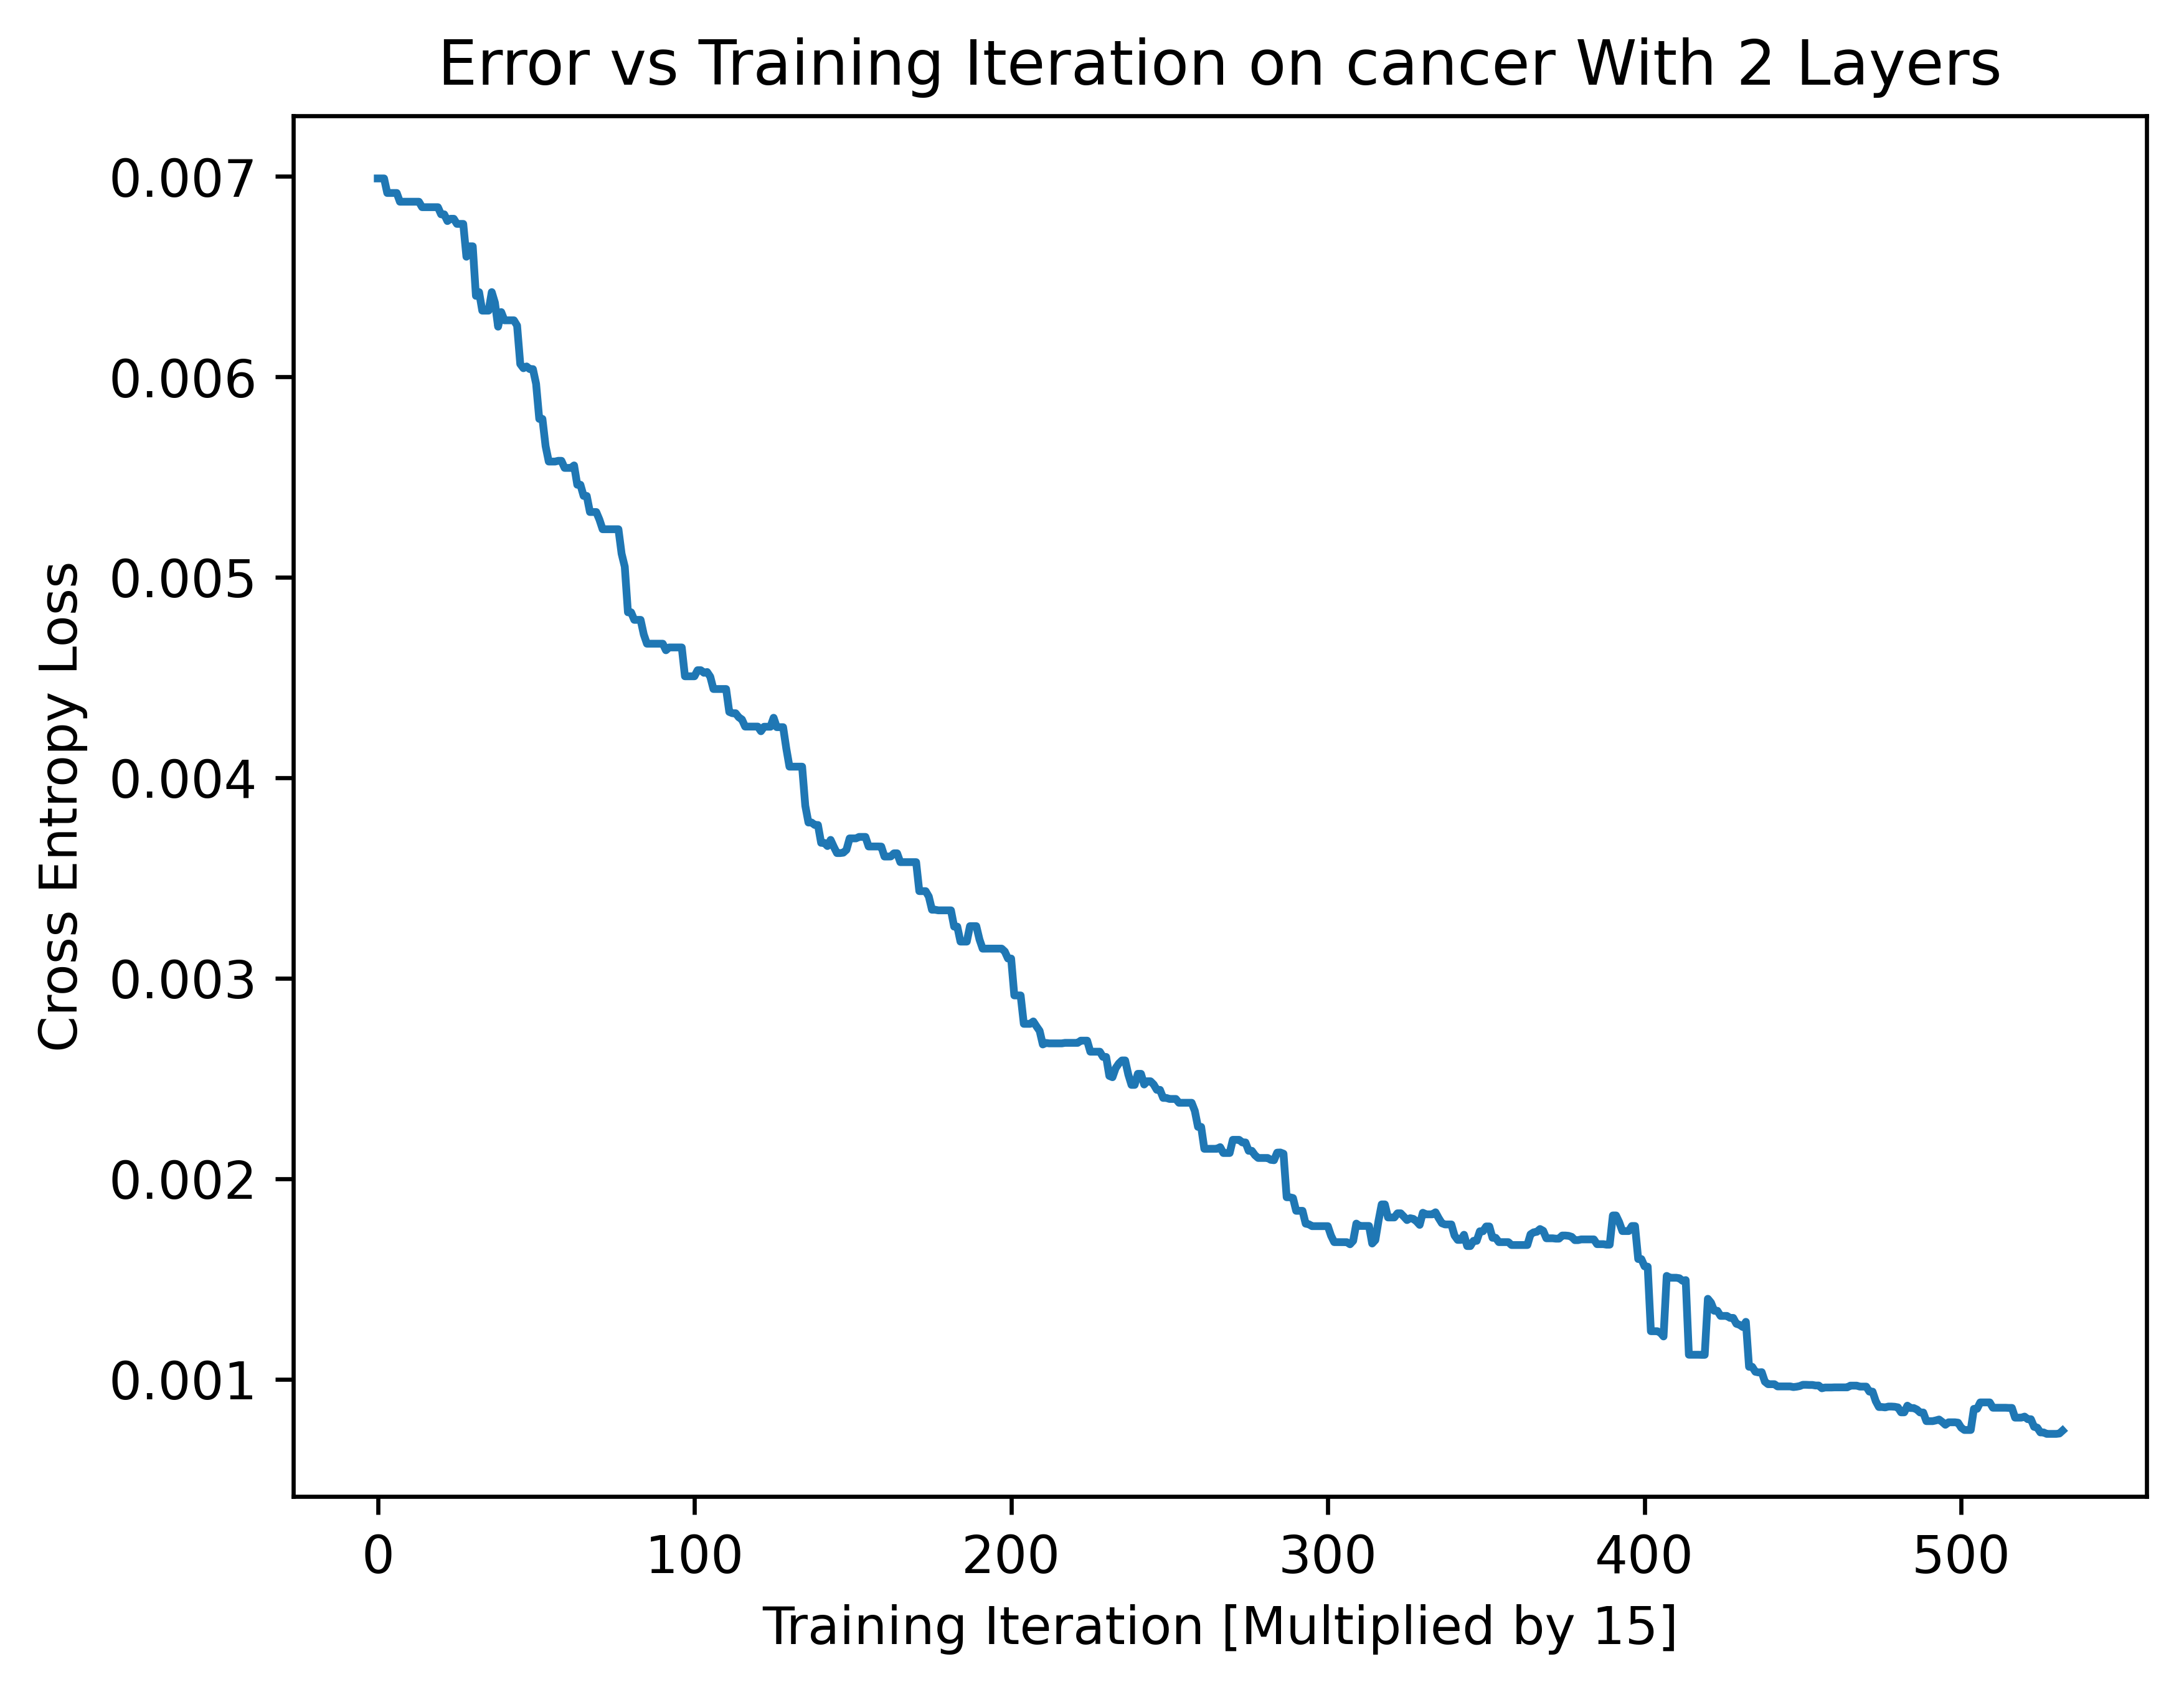 Error vs Training Iteration on cancer With 2 Layers
0.007
0.006
0.005
0.004
0.003
0.002
0.001
Cross Entropy Loss
0 100 200 300 400 500
Training Iteration [Multiplied by 15]